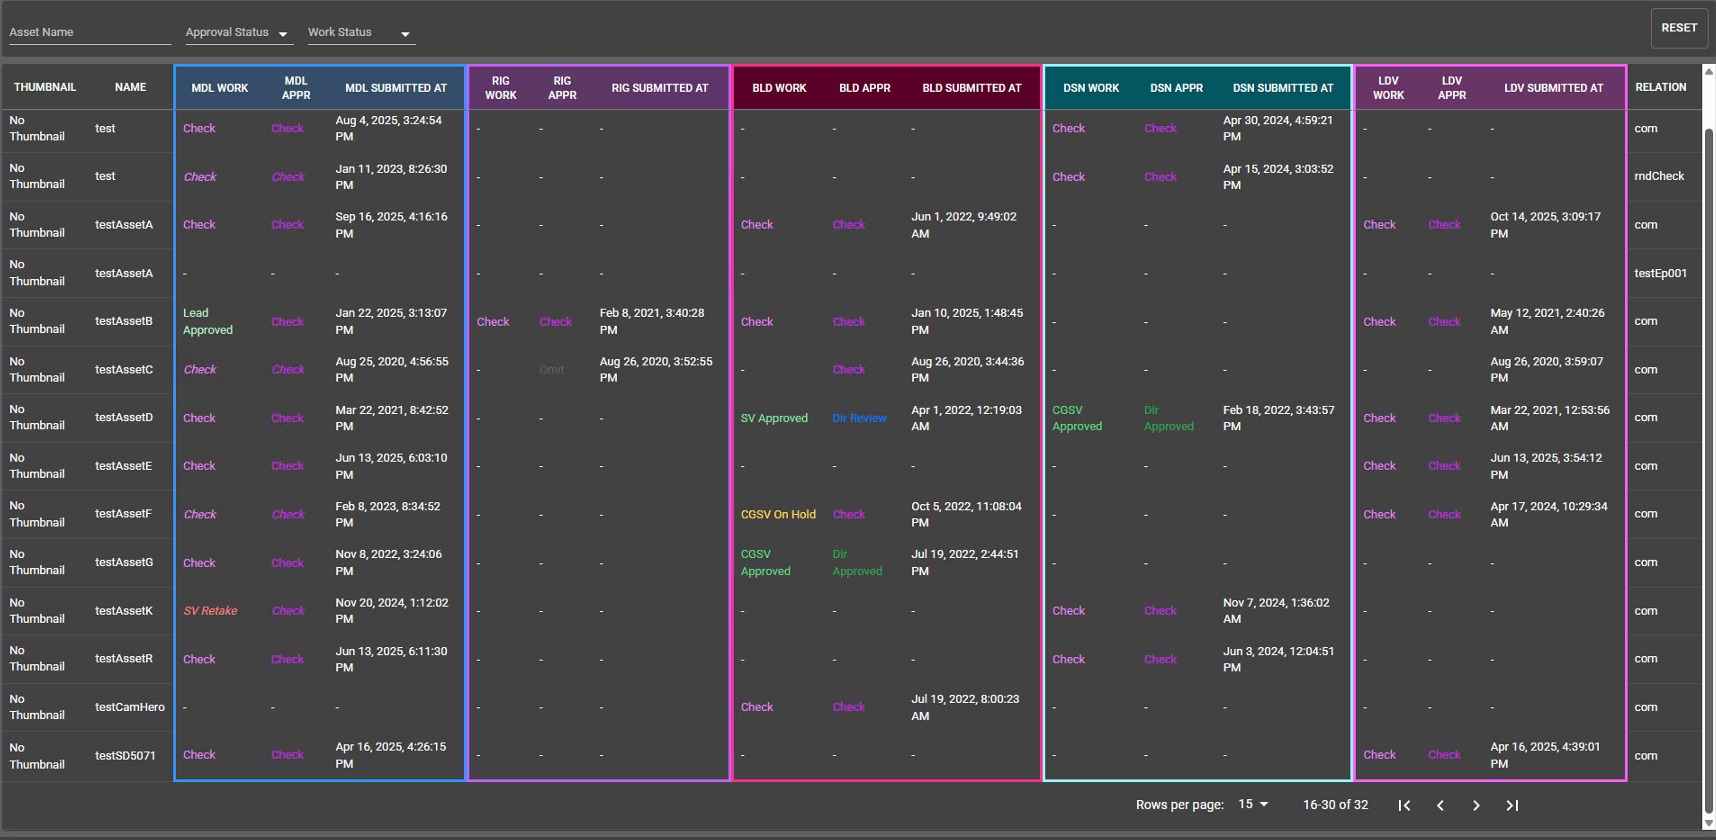 Asset Name Approval Status Work Status RESET
THUMBNAIL NAME MDL WORK MDL APPR MDL SUBMITTED AT RIG WORK RIG APPR RIG SUBMITTED AT BLD WORK BLD APPR BLD SUBMITTED AT DSN WORK DSN APPR DSN SUBMITTED AT LDV WORK LDV APPR LDV SUBMITTED AT RELATION
No Thumbnail test Check Check Aug 4, 2025, 3:24:54 PM - - - - - - Check Check Apr 30, 2024, 4:59:21 PM - - - com
No Thumbnail test Check Check Jan 11, 2023, 8:26:30 PM - - - - - - Check Check Apr 15, 2024, 3:03:52 PM - - - rndCheck
No Thumbnail testAssetA Check Check Sep 16, 2025, 4:16:16 PM - - - Check Check Jun 1, 2022, 9:49:02 AM - - - Check Check Oct 14, 2025, 3:09:17 PM com
No Thumbnail testAssetA - - - - - - - - - - - - - - - testEp001
No Thumbnail testAssetB Lead Approved Check Jan 22, 2025, 3:13:07 PM Check Check Feb 8, 2021, 3:40:28 PM Check Check Jan 10, 2025, 1:48:45 PM - - - Check Check May 12, 2021, 2:40:26 AM com
No Thumbnail testAssetC Check Check Aug 25, 2020, 4:56:55 PM - Omit Aug 26, 2020, 3:52:55 PM - Check Aug 26, 2020, 3:44:36 PM - - - - - Aug 26, 2020, 3:59:07 PM com
No Thumbnail testAssetD Check Check Mar 22, 2021, 8:42:52 PM - - - SV Approved Dir Review Apr 1, 2022, 12:19:03 AM CGSV Approved Dir Approved Feb 18, 2022, 3:43:57 PM Check Check Mar 22, 2021, 12:53:56 AM com
No Thumbnail testAssetE Check Check Jun 13, 2025, 6:03:10 PM - - - - - - - - - Check Check Jun 13, 2025, 3:54:12 PM com
No Thumbnail testAssetF Check Check Feb 8, 2023, 8:34:52 PM - - - CGSV On Hold Check Oct 5, 2022, 11:08:04 PM - - - Check Check Apr 17, 2024, 10:29:34 AM com
No Thumbnail testAssetG Check Check Nov 8, 2022, 3:24:06 PM - - - CGSV Approved Dir Approved Jul 19, 2022, 2:44:51 PM - - - - - - com
No Thumbnail testAssetK SV Retake Check Nov 20, 2024, 1:12:02 PM - - - - - - Check Check Nov 7, 2024, 1:36:02 AM - - - com
No Thumbnail testAssetR Check Check Jun 13, 2025, 6:11:30 PM - - - - - - Check Check Jun 3, 2024, 12:04:51 PM - - - com
No Thumbnail testCamHero - - - - - - Check Check Jul 19, 2022, 8:00:23 AM - - - - - - com
No Thumbnail testSD5071 Check Check Apr 16, 2025, 4:26:15 PM - - - - - - - - - Check Check Apr 16, 2025, 4:39:01 PM com
Rows per page: 15 16-30 of 32